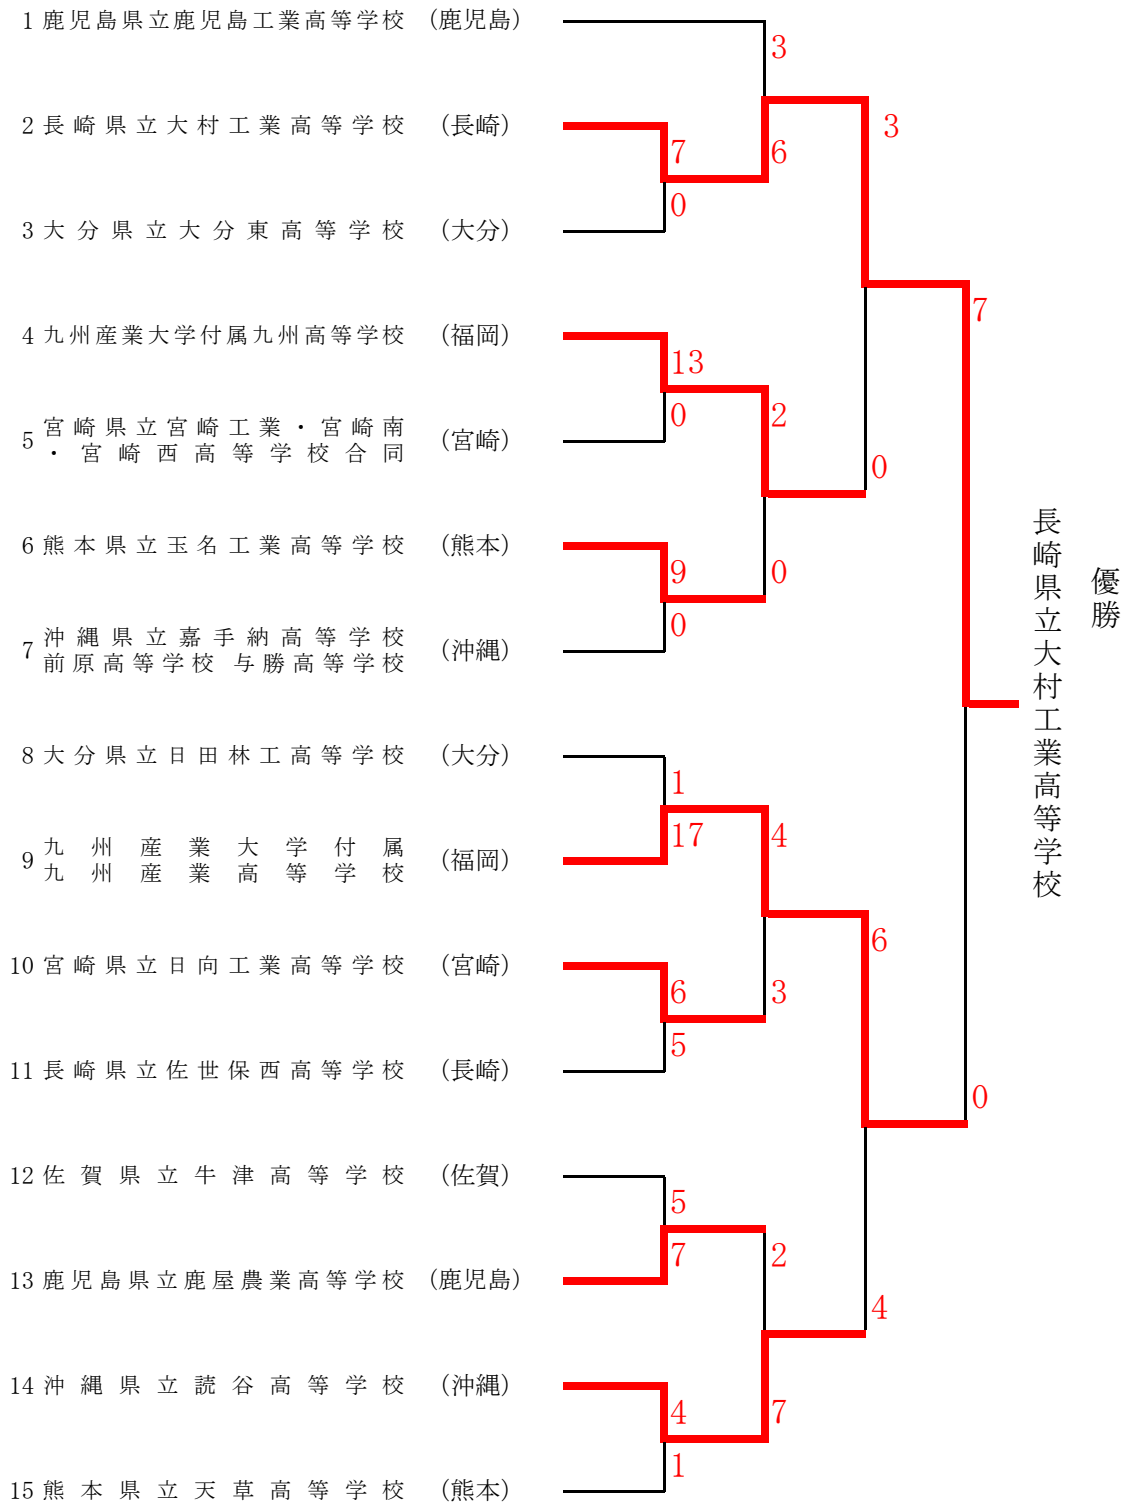 1 鹿児島県立鹿児島工業高等学校 (鹿児島)
3
2 長崎県立大村工業高等学校 (長崎)
3
7
6
0
3 大分県立大分東高等学校 (大分)
4 九州産業大学付属九州高等学校 (福岡)
7
13
0
2
5 宮崎県立宮崎工業・宮崎南
・宮崎西高等学校合同 (宮崎)
0
6 熊本県立玉名工業高等学校 (熊本)
9
0
0
7 沖縄県立嘉手納高等学校
前原高等学校 与勝高等学校 (沖縄)
優勝
長崎県立大村工業高等学校
8 大分県立日田林工高等学校 (大分)
1
17
4
9 九州産業大学付属
九州産業高等学校 (福岡)
6
10 宮崎県立日向工業高等学校 (宮崎)
6
3
5
11 長崎県立佐世保西高等学校 (長崎)
0
12 佐賀県立牛津高等学校 (佐賀)
5
7
2
13 鹿児島県立鹿屋農業高等学校 (鹿児島)
4
14 沖縄県立読谷高等学校 (沖縄)
4
7
1
15 熊本県立天草高等学校 (熊本)